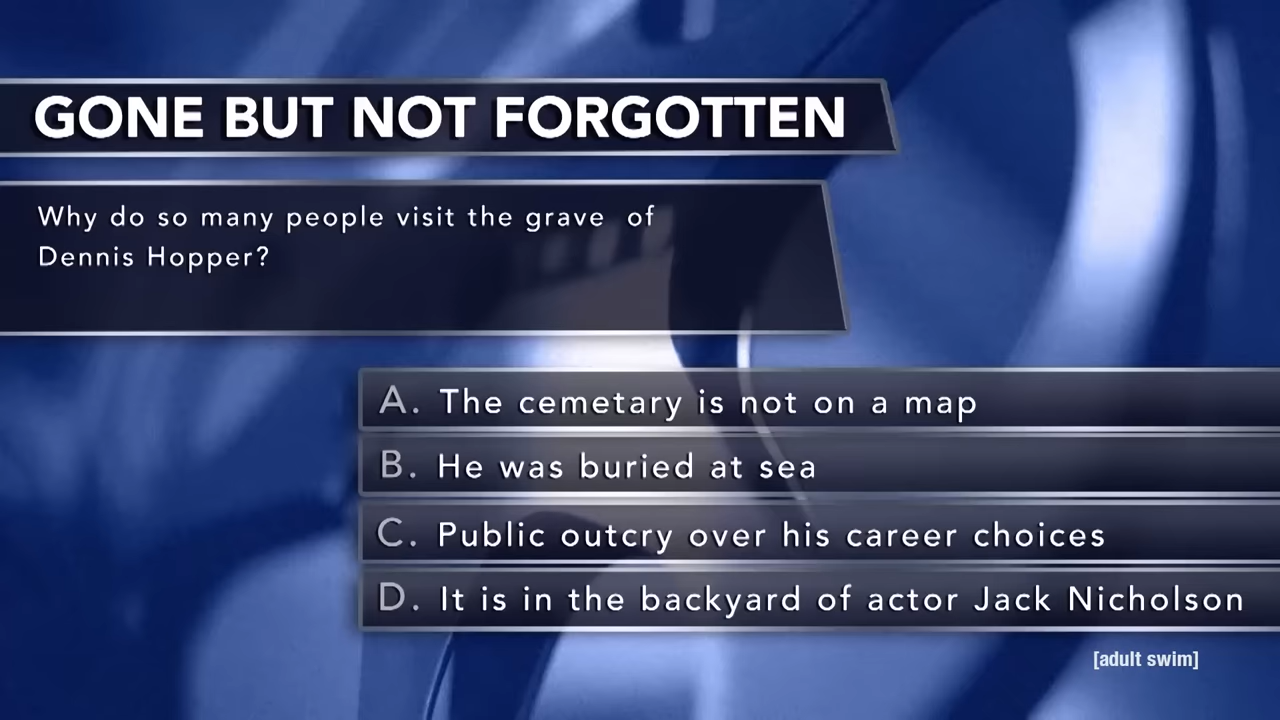 GONE BUT NOT FORGOTTEN
Why do so many people visit the grave of
Dennis Hopper?
A. The cemetary is not on a map
B. He was buried at sea
C. Public outcry over his career choices
D. It is in the backyard of actor Jack Nicholson
[adult swim]